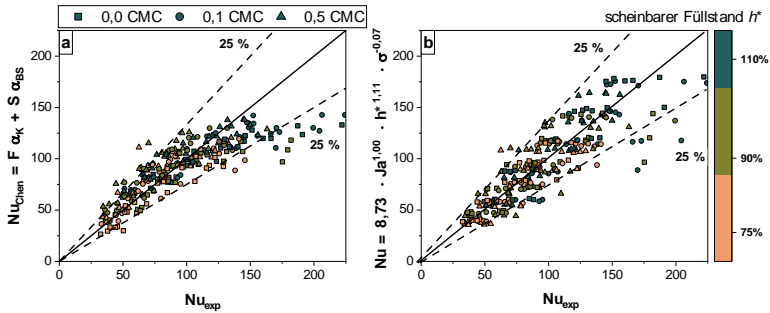 0,0 CMC 0,1 CMC 0,5 CMC
scheinbarer Füllstand h*
a
25 %
25 %
Nu_Chen = F α_K + S α_BS
225
200
150
100
50
0
0 50 100 150 200
Nu_exp
b
25 %
25 %
Nu = 8,73 · Ja^1,00 · h*^1,11 · σ^-0,07
200
150
100
50
0
0 50 100 150 200
Nu_exp
110%
90%
75%